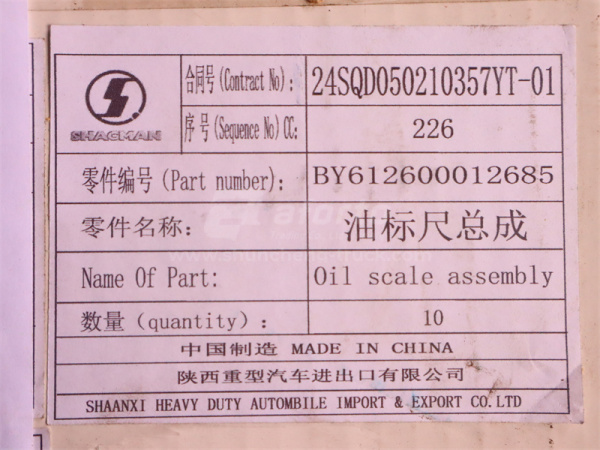 SHACMAN
合同号(Contract No): 24SQD050210357YT-01
序号(Sequence No)CC: 226
零件编号(Part number): BY612600012685
零件名称: 油标尺总成
Name Of Part: Oil scale assembly
数量(quantity): 10
中国制造 MADE IN CHINA
陕西重型汽车进出口有限公司
SHAANXI HEAVY DUTY AUTOMBILE IMPORT & EXPORT CO.LTD